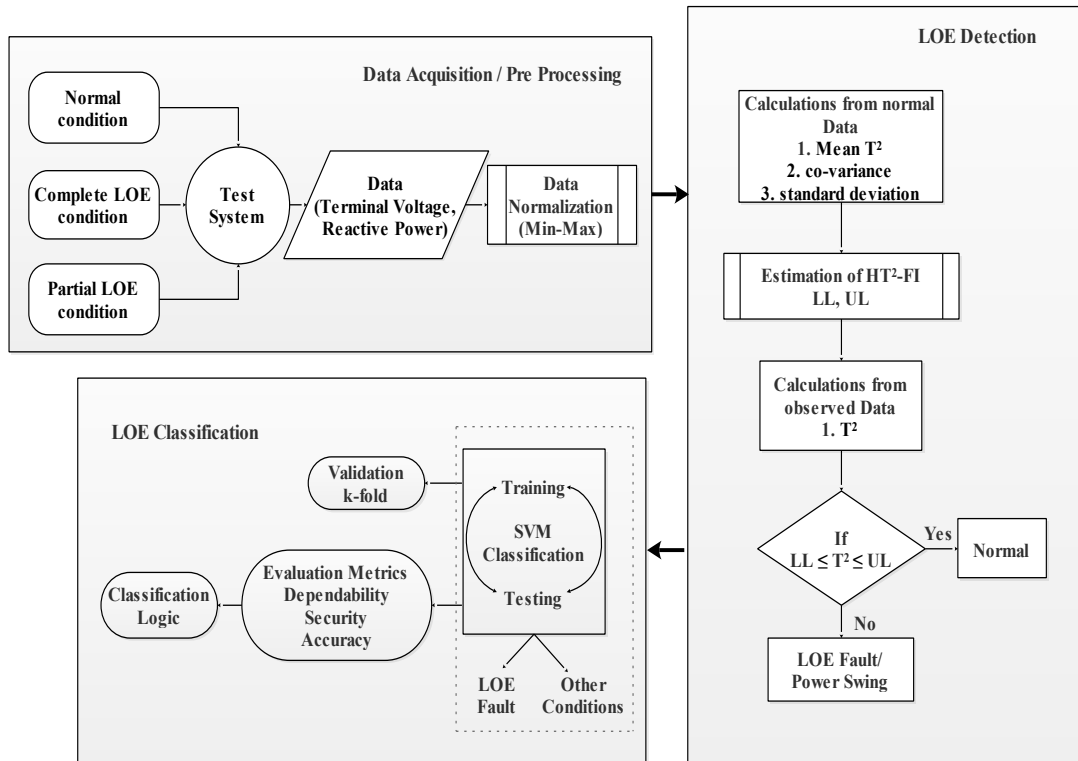 Data Acquisition / Pre Processing
Normal
condition
Complete LOE
condition
Partial LOE
condition
Test
System
Data
(Terminal Voltage,
Reactive Power)
Data
Normalization
(Min-Max)
LOE Detection
Calculations from normal
Data
1. Mean T²
2. co-variance
3. standard deviation
Estimation of HT²-FI
LL, UL
Calculations from
observed Data
1. T²
If
LL ≤ T² ≤ UL
Yes
Normal
No
LOE Fault/
Power Swing
LOE Classification
Validation
k-fold
Training
SVM
Classification
Testing
Evaluation Metrics
Dependability
Security
Accuracy
Classification
Logic
LOE
Fault
Other
Conditions